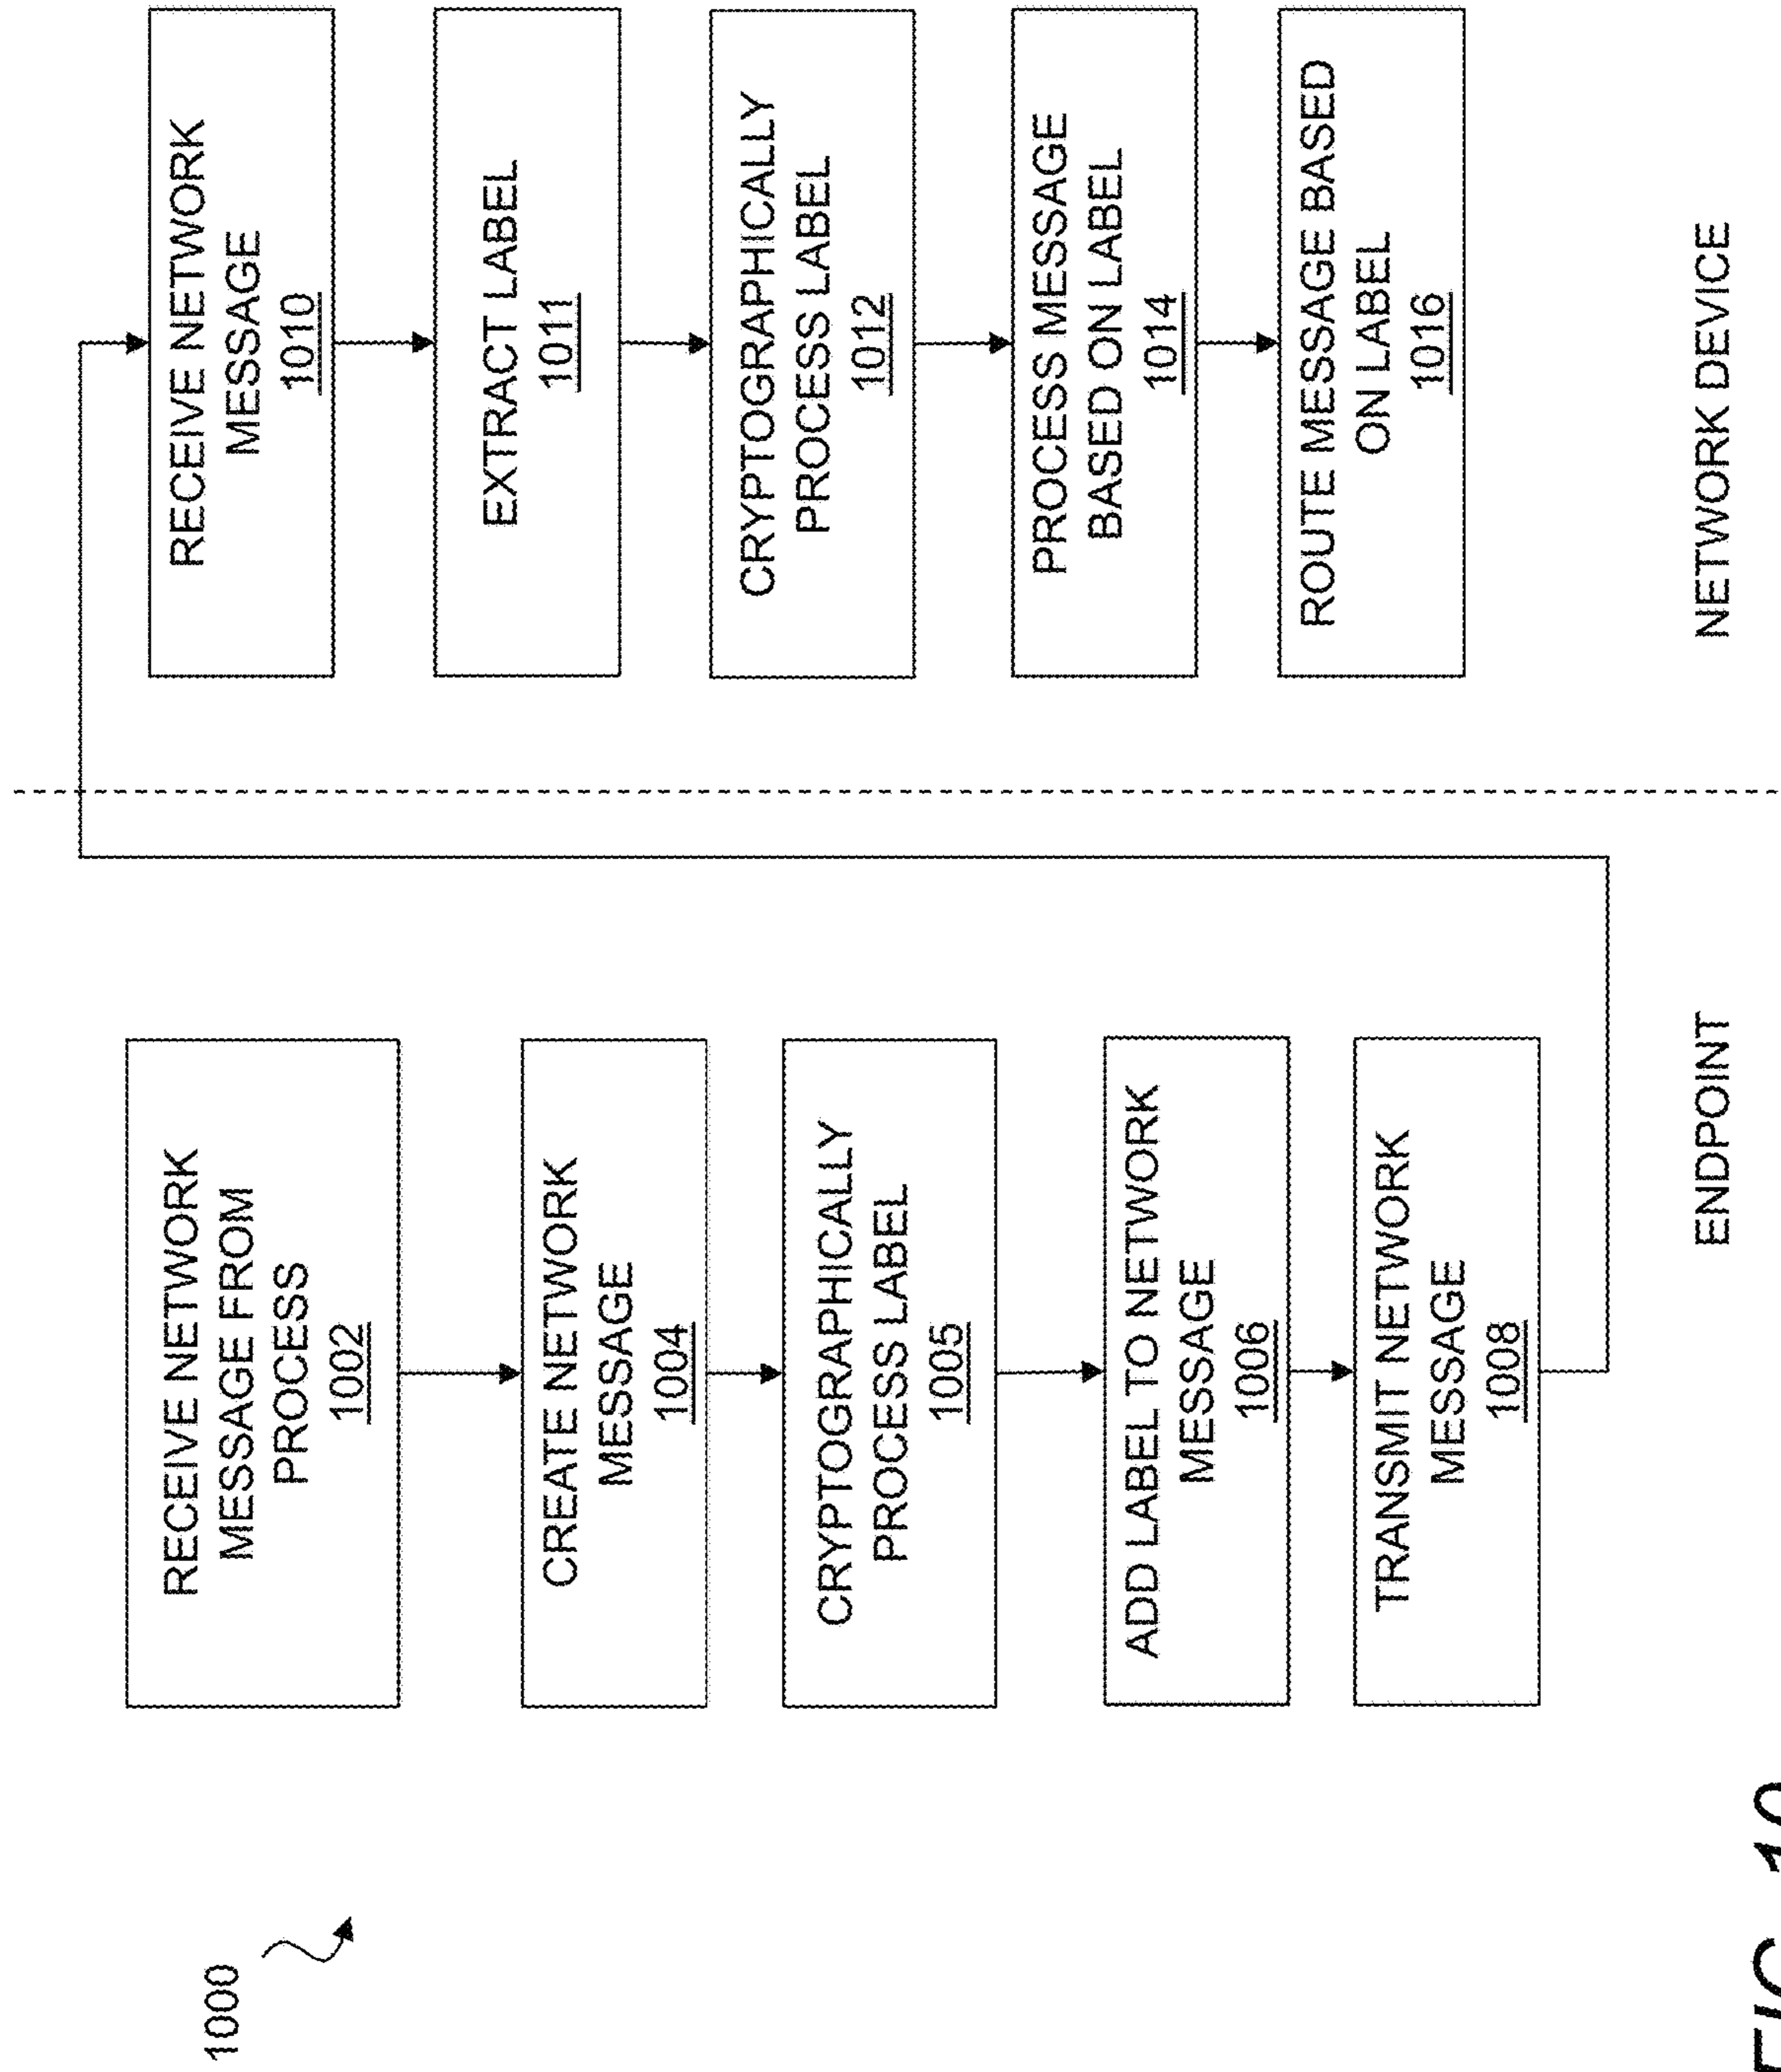 1000
RECEIVE NETWORK
MESSAGE FROM
PROCESS
1002
CREATE NETWORK
MESSAGE
1004
CRYPTOGRAPHICALLY
PROCESS LABEL
1005
ADD LABEL TO NETWORK
MESSAGE
1006
TRANSMIT NETWORK
MESSAGE
1008
ENDPOINT
RECEIVE NETWORK
MESSAGE
1010
EXTRACT LABEL
1011
CRYPTOGRAPHICALLY
PROCESS LABEL
1012
PROCESS MESSAGE
BASED ON LABEL
1014
ROUTE MESSAGE BASED
ON LABEL
1016
NETWORK DEVICE
FIG. 10